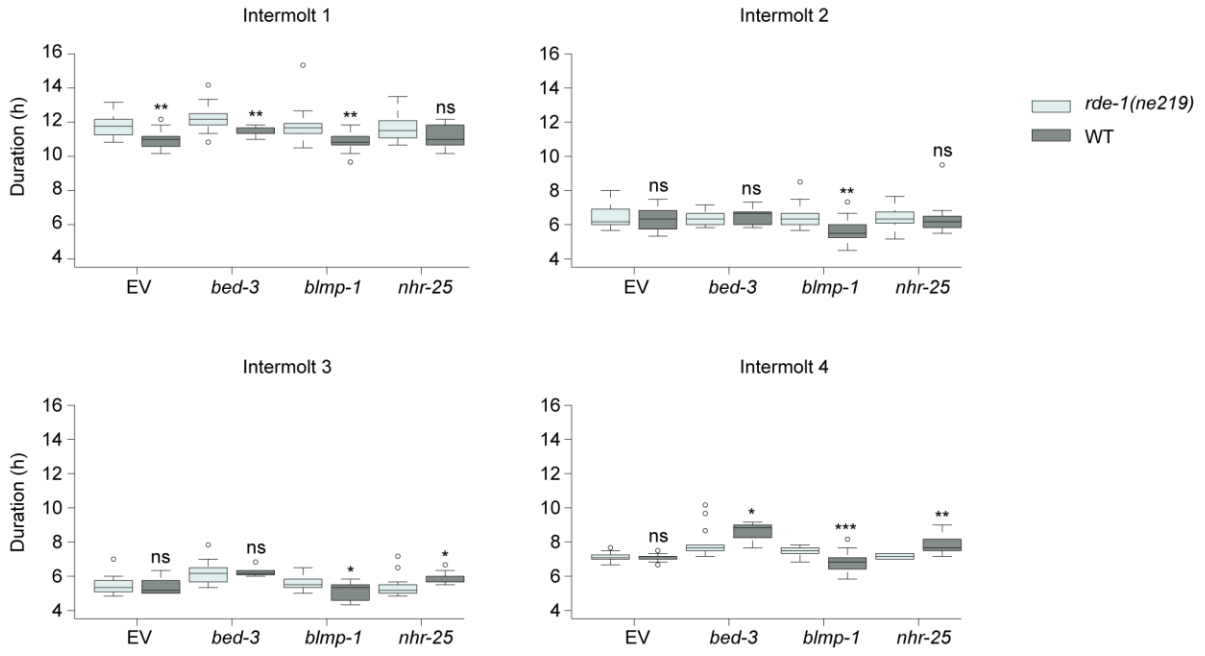 Intermolt 1
16
14
12
10
8
6
4
Duration (h)
** ** ** ns
EV bed-3 blmp-1 nhr-25
Intermolt 2
16
14
12
10
8
6
4
ns ns ** ns
EV bed-3 blmp-1 nhr-25
rde-1(ne219)
WT
Intermolt 3
16
14
12
10
8
6
4
Duration (h)
ns ns * *
EV bed-3 blmp-1 nhr-25
Intermolt 4
16
14
12
10
8
6
4
ns * *** **
EV bed-3 blmp-1 nhr-25